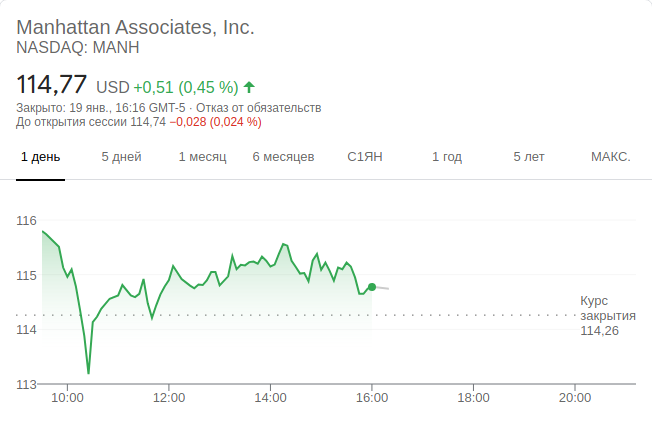 Manhattan Associates, Inc.
NASDAQ: MANH
114,77 USD +0,51 (0,45 %)
Закрыто: 19 янв., 16:16 GMT-5 · Отказ от обязательств
До открытия сессии 114,74 −0,028 (0,024 %)
1 день 5 дней 1 месяц 6 месяцев С1ЯН 1 год 5 лет МАКС.
116
115
Курс
закрытия
114,26
114
113
10:00 12:00 14:00 16:00 18:00 20:00